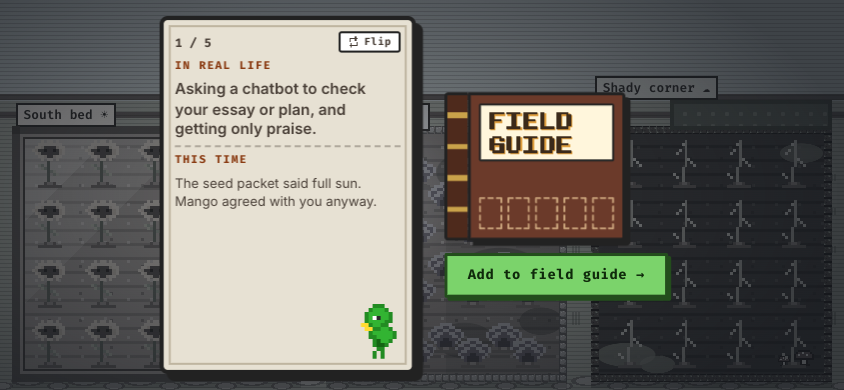 1 / 5
Flip
IN REAL LIFE
Asking a chatbot to check
your essay or plan, and
getting only praise.
THIS TIME
The seed packet said full sun.
Mango agreed with you anyway.
South bed ☀
Shady corner ☁
FIELD
GUIDE
Add to field guide →